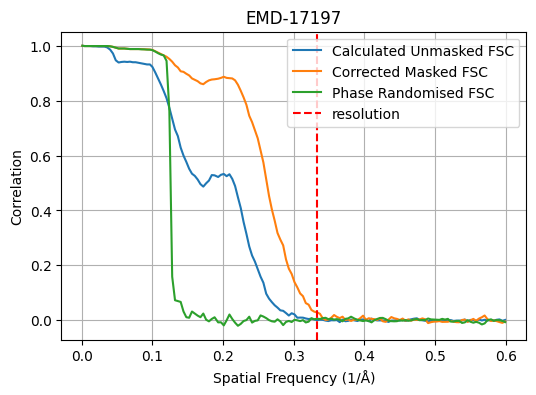 EMD-17197
Calculated Unmasked FSC
Corrected Masked FSC
Phase Randomised FSC
resolution
Correlation
1.0
0.8
0.6
0.4
0.2
0.0
0.0 0.1 0.2 0.3 0.4 0.5 0.6
Spatial Frequency (1/Å)